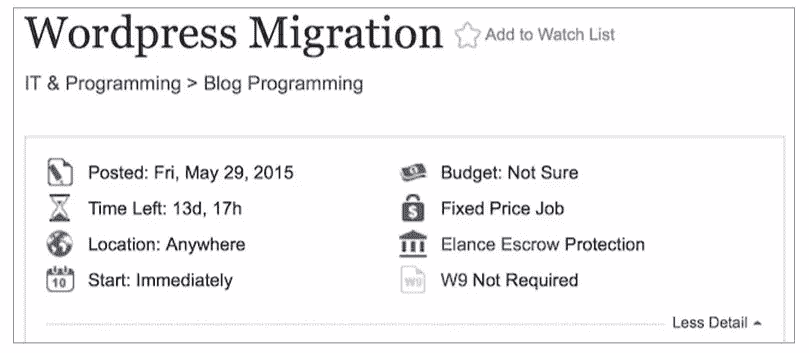 Wordpress Migration Add to Watch List
IT & Programming > Blog Programming
Posted: Fri, May 29, 2015
Budget: Not Sure
Time Left: 13d, 17h
Fixed Price Job
Location: Anywhere
Elance Escrow Protection
10 Start: Immediately
W9 W9 Not Required
Less Detail